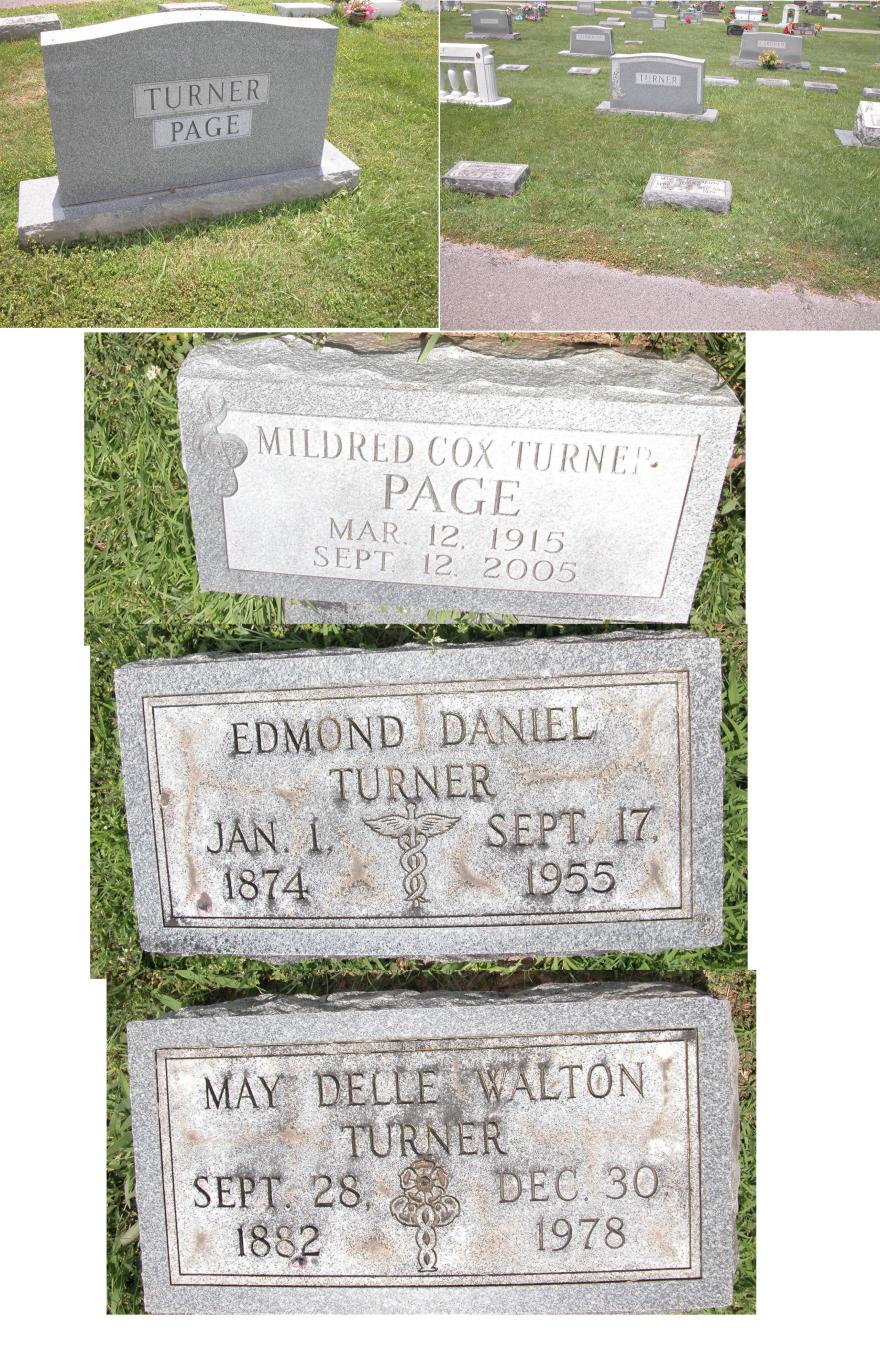 TURNER
PAGE
TURNER
MILDRED COX TURNER
PAGE
MAR. 12, 1915
SEPT. 12, 2005
EDMOND DANIEL
TURNER
JAN. 1, SEPT. 17,
1874 1955
MAY DELLE WALTON
TURNER
SEPT. 28, DEC. 30
1882 1978